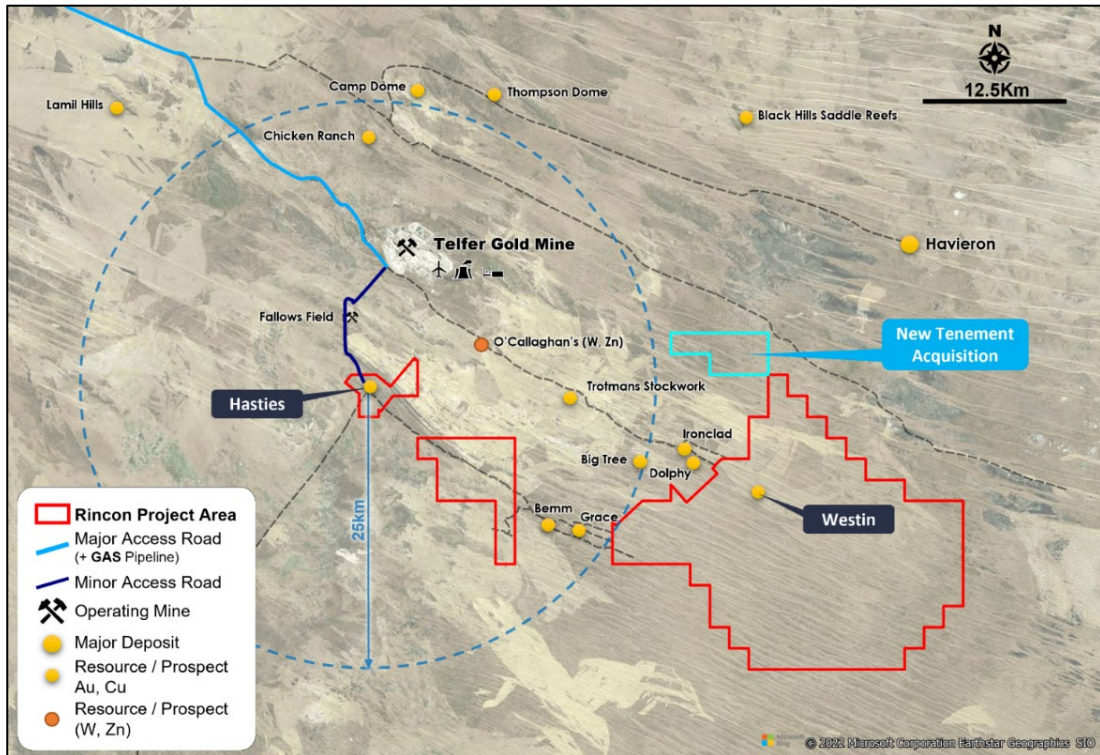 N
12.5Km
Camp Dome
Thompson Dome
Lamil Hills
Black Hills Saddle Reefs
Chicken Ranch
Telfer Gold Mine
Havieron
Fallows Field
O'Callaghan's (W, Zn)
New Tenement
Acquisition
Hasties
Trotmans Stockwork
Ironclad
Big Tree
Dolphy
Westin
Bemm
Grace
25km
Rincon Project Area
Major Access Road
(+ GAS Pipeline)
Minor Access Road
Operating Mine
Major Deposit
Resource / Prospect
Au, Cu
Resource / Prospect
(W, Zn)
© 2022 Microsoft Corporation Earthstar Geographics SIO